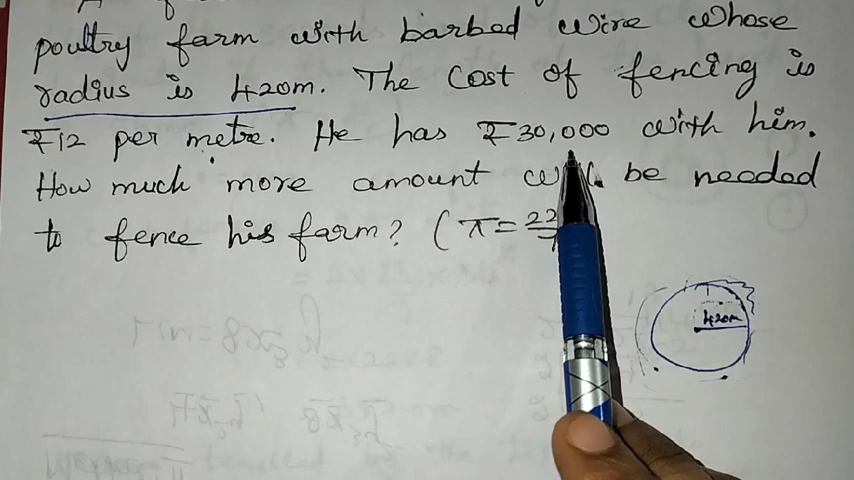 poultry farm with barbed wire whose
radius is 420m. The Cost of fencing is
₹12 per metre. He has ₹30,000 with him.
How much more amount be needed
to fence his farm? (π = 22/7
420m